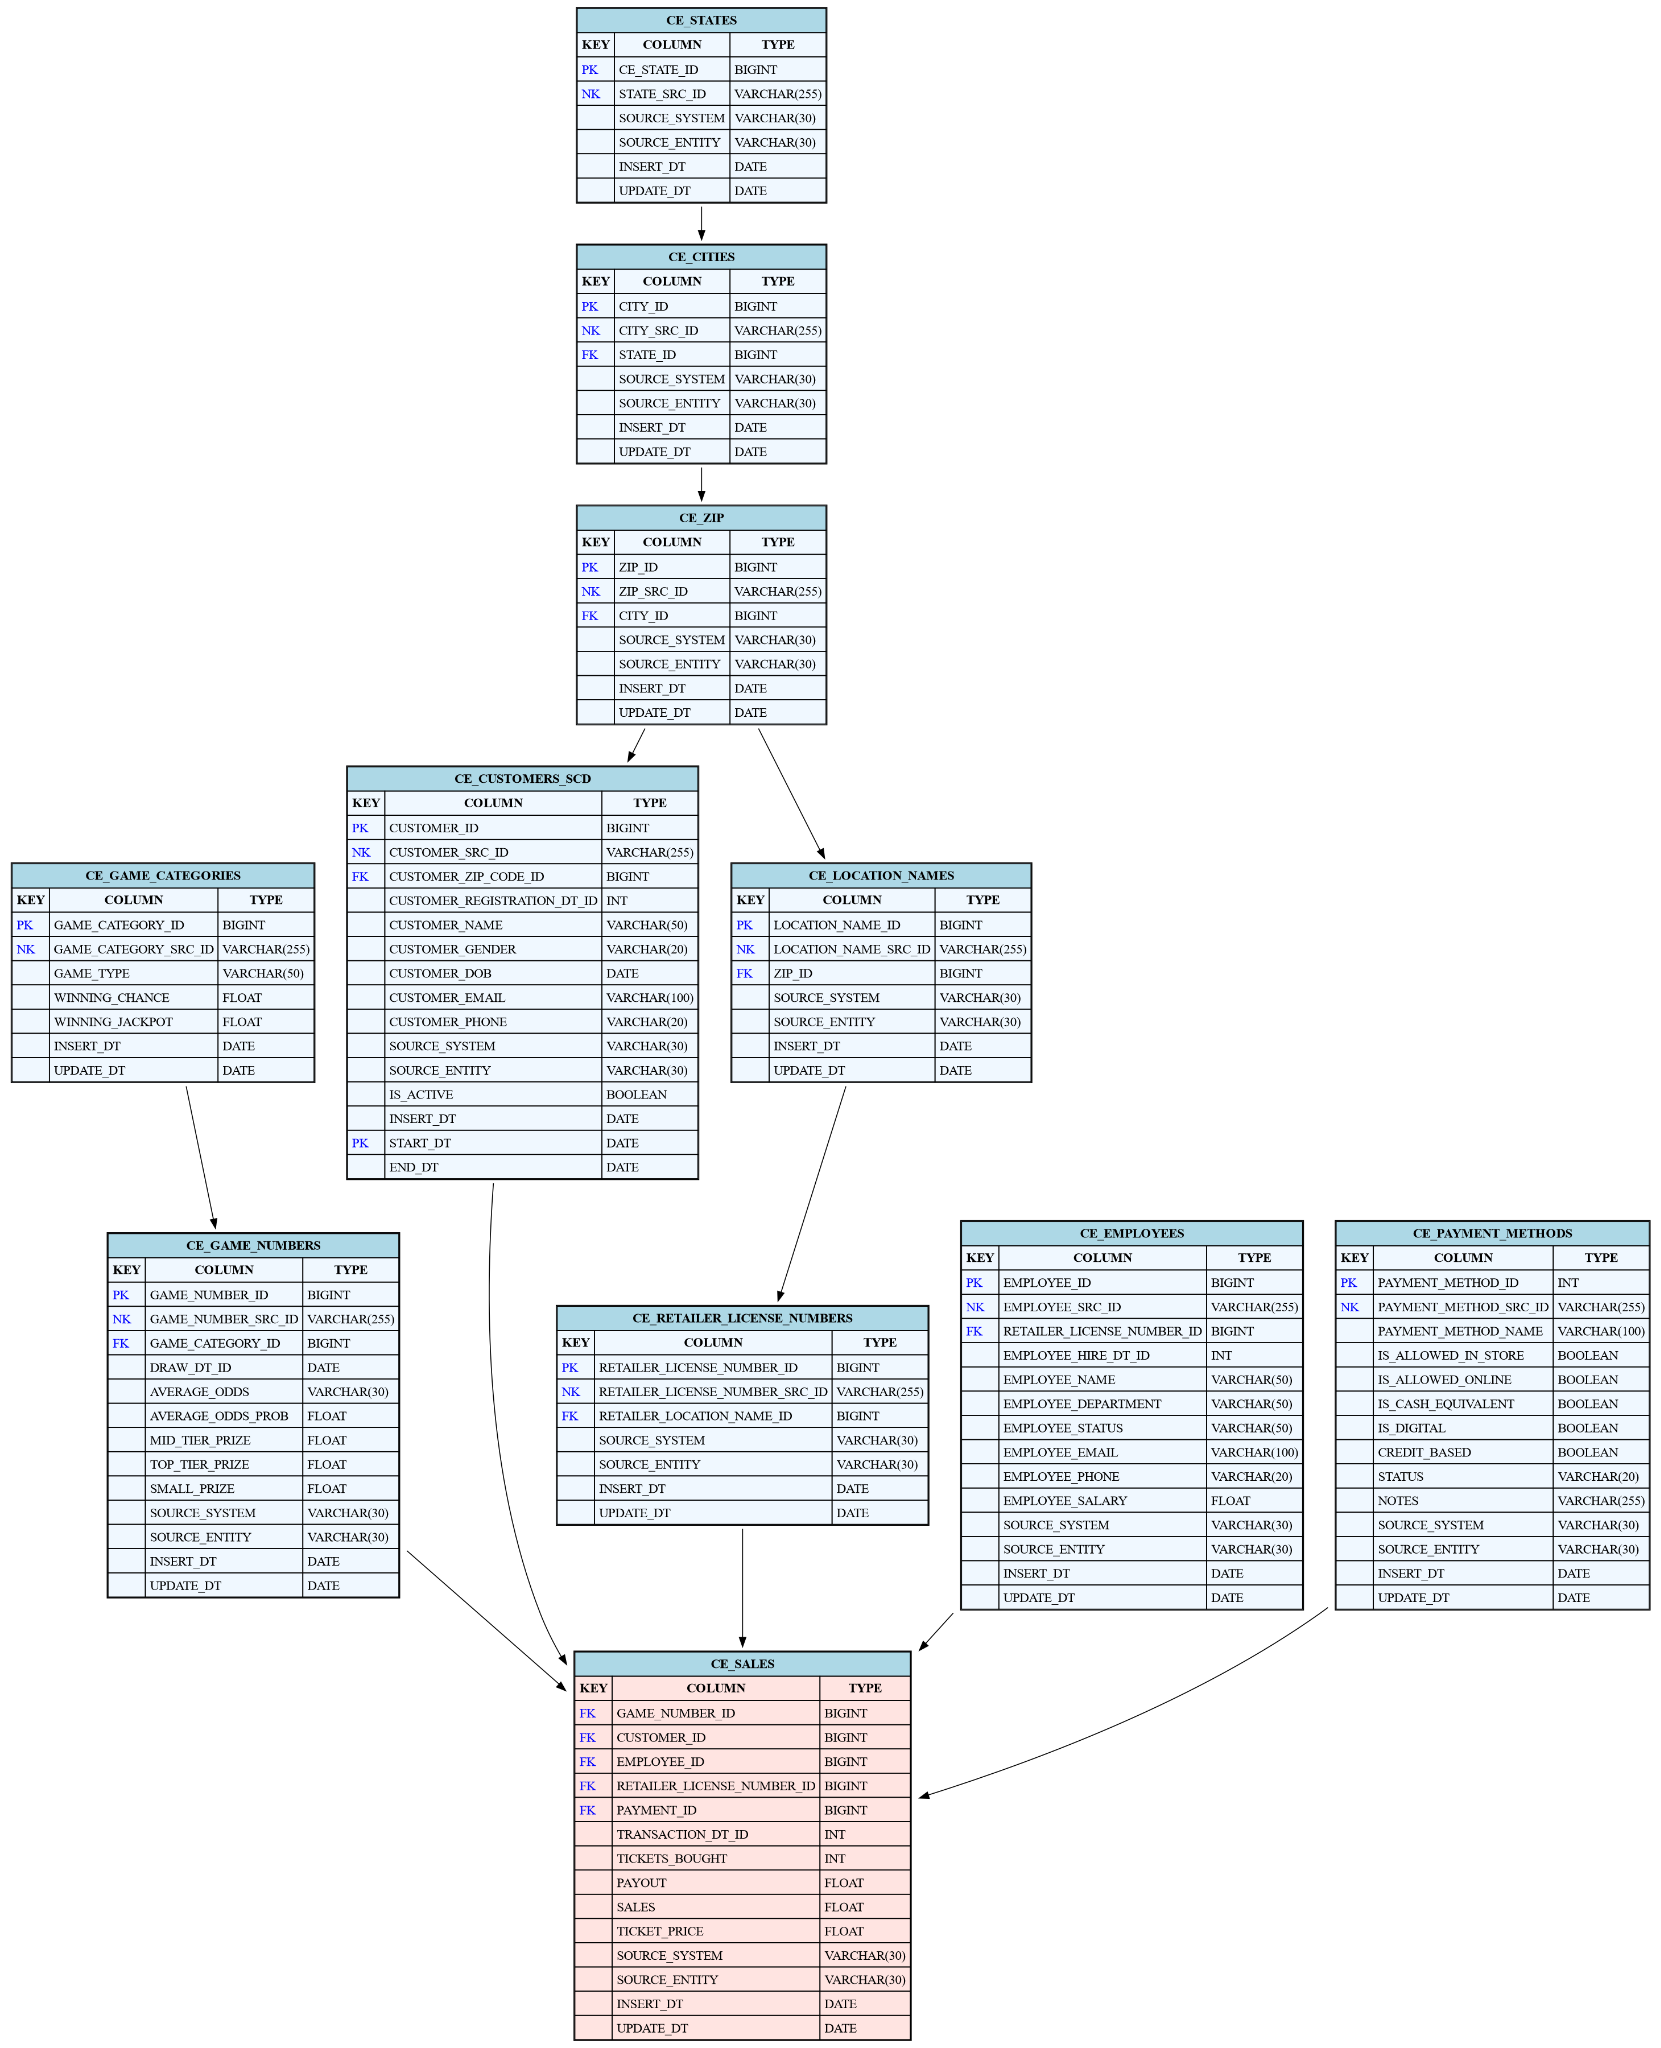 CE_STATES
KEY COLUMN TYPE
PK CE_STATE_ID BIGINT
NK STATE_SRC_ID VARCHAR(255)
SOURCE_SYSTEM VARCHAR(30)
SOURCE_ENTITY VARCHAR(30)
INSERT_DT DATE
UPDATE_DT DATE
CE_CITIES
KEY COLUMN TYPE
PK CITY_ID BIGINT
NK CITY_SRC_ID VARCHAR(255)
FK STATE_ID BIGINT
SOURCE_SYSTEM VARCHAR(30)
SOURCE_ENTITY VARCHAR(30)
INSERT_DT DATE
UPDATE_DT DATE
CE_ZIP
KEY COLUMN TYPE
PK ZIP_ID BIGINT
NK ZIP_SRC_ID VARCHAR(255)
FK CITY_ID BIGINT
SOURCE_SYSTEM VARCHAR(30)
SOURCE_ENTITY VARCHAR(30)
INSERT_DT DATE
UPDATE_DT DATE
CE_CUSTOMERS_SCD
KEY COLUMN TYPE
PK CUSTOMER_ID BIGINT
NK CUSTOMER_SRC_ID VARCHAR(255)
FK CUSTOMER_ZIP_CODE_ID BIGINT
CUSTOMER_REGISTRATION_DT_ID INT
CUSTOMER_NAME VARCHAR(50)
CUSTOMER_GENDER VARCHAR(20)
CUSTOMER_DOB DATE
CUSTOMER_EMAIL VARCHAR(100)
CUSTOMER_PHONE VARCHAR(20)
SOURCE_SYSTEM VARCHAR(30)
SOURCE_ENTITY VARCHAR(30)
IS_ACTIVE BOOLEAN
INSERT_DT DATE
PK START_DT DATE
END_DT DATE
CE_GAME_CATEGORIES
KEY COLUMN TYPE
PK GAME_CATEGORY_ID BIGINT
NK GAME_CATEGORY_SRC_ID VARCHAR(255)
GAME_TYPE VARCHAR(50)
WINNING_CHANCE FLOAT
WINNING_JACKPOT FLOAT
INSERT_DT DATE
UPDATE_DT DATE
CE_LOCATION_NAMES
KEY COLUMN TYPE
PK LOCATION_NAME_ID BIGINT
NK LOCATION_NAME_SRC_ID VARCHAR(255)
FK ZIP_ID BIGINT
SOURCE_SYSTEM VARCHAR(30)
SOURCE_ENTITY VARCHAR(30)
INSERT_DT DATE
UPDATE_DT DATE
CE_GAME_NUMBERS
KEY COLUMN TYPE
PK GAME_NUMBER_ID BIGINT
NK GAME_NUMBER_SRC_ID VARCHAR(255)
FK GAME_CATEGORY_ID BIGINT
DRAW_DT_ID DATE
AVERAGE_ODDS VARCHAR(30)
AVERAGE_ODDS_PROB FLOAT
MID_TIER_PRIZE FLOAT
TOP_TIER_PRIZE FLOAT
SMALL_PRIZE FLOAT
SOURCE_SYSTEM VARCHAR(30)
SOURCE_ENTITY VARCHAR(30)
INSERT_DT DATE
UPDATE_DT DATE
CE_RETAILER_LICENSE_NUMBERS
KEY COLUMN TYPE
PK RETAILER_LICENSE_NUMBER_ID BIGINT
NK RETAILER_LICENSE_NUMBER_SRC_ID VARCHAR(255)
FK RETAILER_LOCATION_NAME_ID BIGINT
SOURCE_SYSTEM VARCHAR(30)
SOURCE_ENTITY VARCHAR(30)
INSERT_DT DATE
UPDATE_DT DATE
CE_EMPLOYEES
KEY COLUMN TYPE
PK EMPLOYEE_ID BIGINT
NK EMPLOYEE_SRC_ID VARCHAR(255)
FK RETAILER_LICENSE_NUMBER_ID BIGINT
EMPLOYEE_HIRE_DT_ID INT
EMPLOYEE_NAME VARCHAR(50)
EMPLOYEE_DEPARTMENT VARCHAR(50)
EMPLOYEE_STATUS VARCHAR(50)
EMPLOYEE_EMAIL VARCHAR(100)
EMPLOYEE_PHONE VARCHAR(20)
EMPLOYEE_SALARY FLOAT
SOURCE_SYSTEM VARCHAR(30)
SOURCE_ENTITY VARCHAR(30)
INSERT_DT DATE
UPDATE_DT DATE
CE_PAYMENT_METHODS
KEY COLUMN TYPE
PK PAYMENT_METHOD_ID INT
NK PAYMENT_METHOD_SRC_ID VARCHAR(255)
PAYMENT_METHOD_NAME VARCHAR(100)
IS_ALLOWED_IN_STORE BOOLEAN
IS_ALLOWED_ONLINE BOOLEAN
IS_CASH_EQUIVALENT BOOLEAN
IS_DIGITAL BOOLEAN
CREDIT_BASED BOOLEAN
STATUS VARCHAR(20)
NOTES VARCHAR(255)
SOURCE_SYSTEM VARCHAR(30)
SOURCE_ENTITY VARCHAR(30)
INSERT_DT DATE
UPDATE_DT DATE
CE_SALES
KEY COLUMN TYPE
FK GAME_NUMBER_ID BIGINT
FK CUSTOMER_ID BIGINT
FK EMPLOYEE_ID BIGINT
FK RETAILER_LICENSE_NUMBER_ID BIGINT
FK PAYMENT_ID BIGINT
TRANSACTION_DT_ID INT
TICKETS_BOUGHT INT
PAYOUT FLOAT
SALES FLOAT
TICKET_PRICE FLOAT
SOURCE_SYSTEM VARCHAR(30)
SOURCE_ENTITY VARCHAR(30)
INSERT_DT DATE
UPDATE_DT DATE